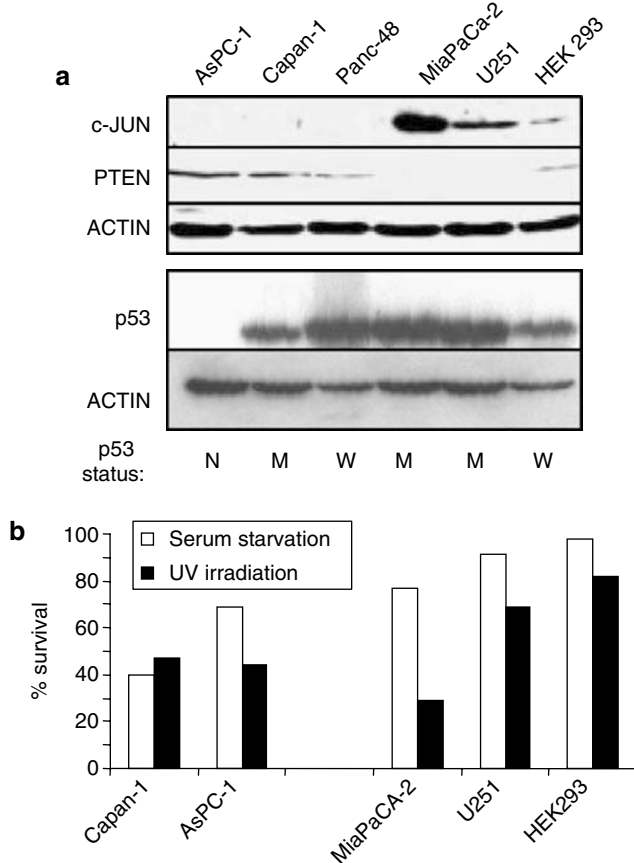 a
AsPC-1
Capan-1
Panc-48
MiaPaCa-2
U251
HEK 293
c-JUN
PTEN
ACTIN
p53
ACTIN
p53
status:
N M W M M W
b
Serum starvation
UV irradiation
% survival
100
80
60
40
20
0
Capan-1
AsPC-1
MiaPaCA-2
U251
HEK293